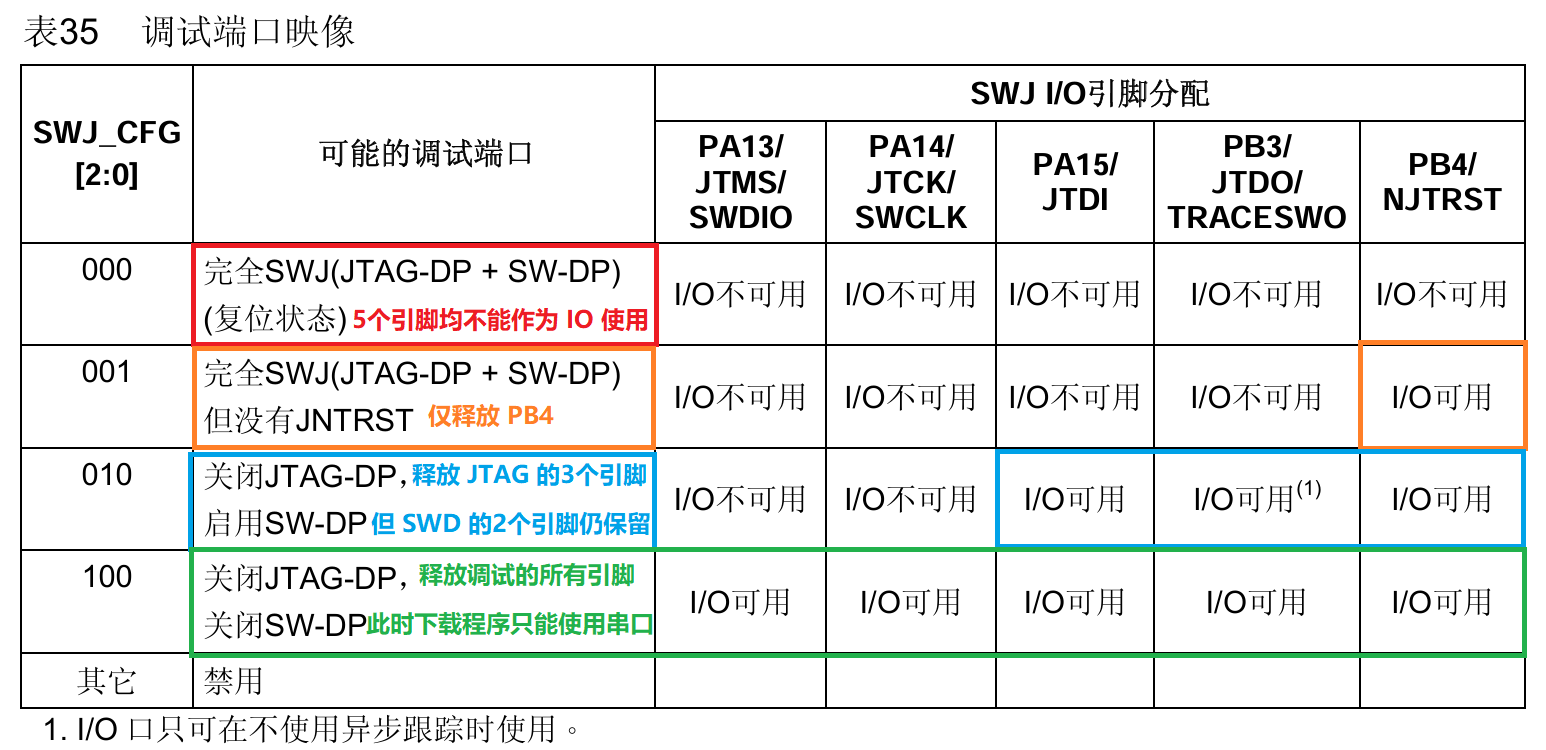 表35 调试端口映像
SWJ_CFG
[2:0]
可能的调试端口
SWJ I/O引脚分配
PA13/
JTMS/
SWDIO
PA14/
JTCK/
SWCLK
PA15/
JTDI
PB3/
JTDO/
TRACESWO
PB4/
NJTRST
000
完全SWJ(JTAG-DP + SW-DP)
(复位状态) 5个引脚均不能作为 IO 使用
I/O不可用 I/O不可用 I/O不可用 I/O不可用 I/O不可用
001
完全SWJ(JTAG-DP + SW-DP)
但没有JNTRST 仅释放 PB4
I/O不可用 I/O不可用 I/O不可用 I/O不可用 I/O可用
010
关闭JTAG-DP, 释放 JTAG 的3个引脚
启用SW-DP 但 SWD 的2个引脚仍保留
I/O不可用 I/O不可用 I/O可用 I/O可用(1) I/O可用
100
关闭JTAG-DP, 释放调试的所有引脚
关闭SW-DP 此时下载程序只能使用串口
I/O可用 I/O可用 I/O可用 I/O可用 I/O可用
其它 禁用
1. I/O 口只可在不使用异步跟踪时使用。